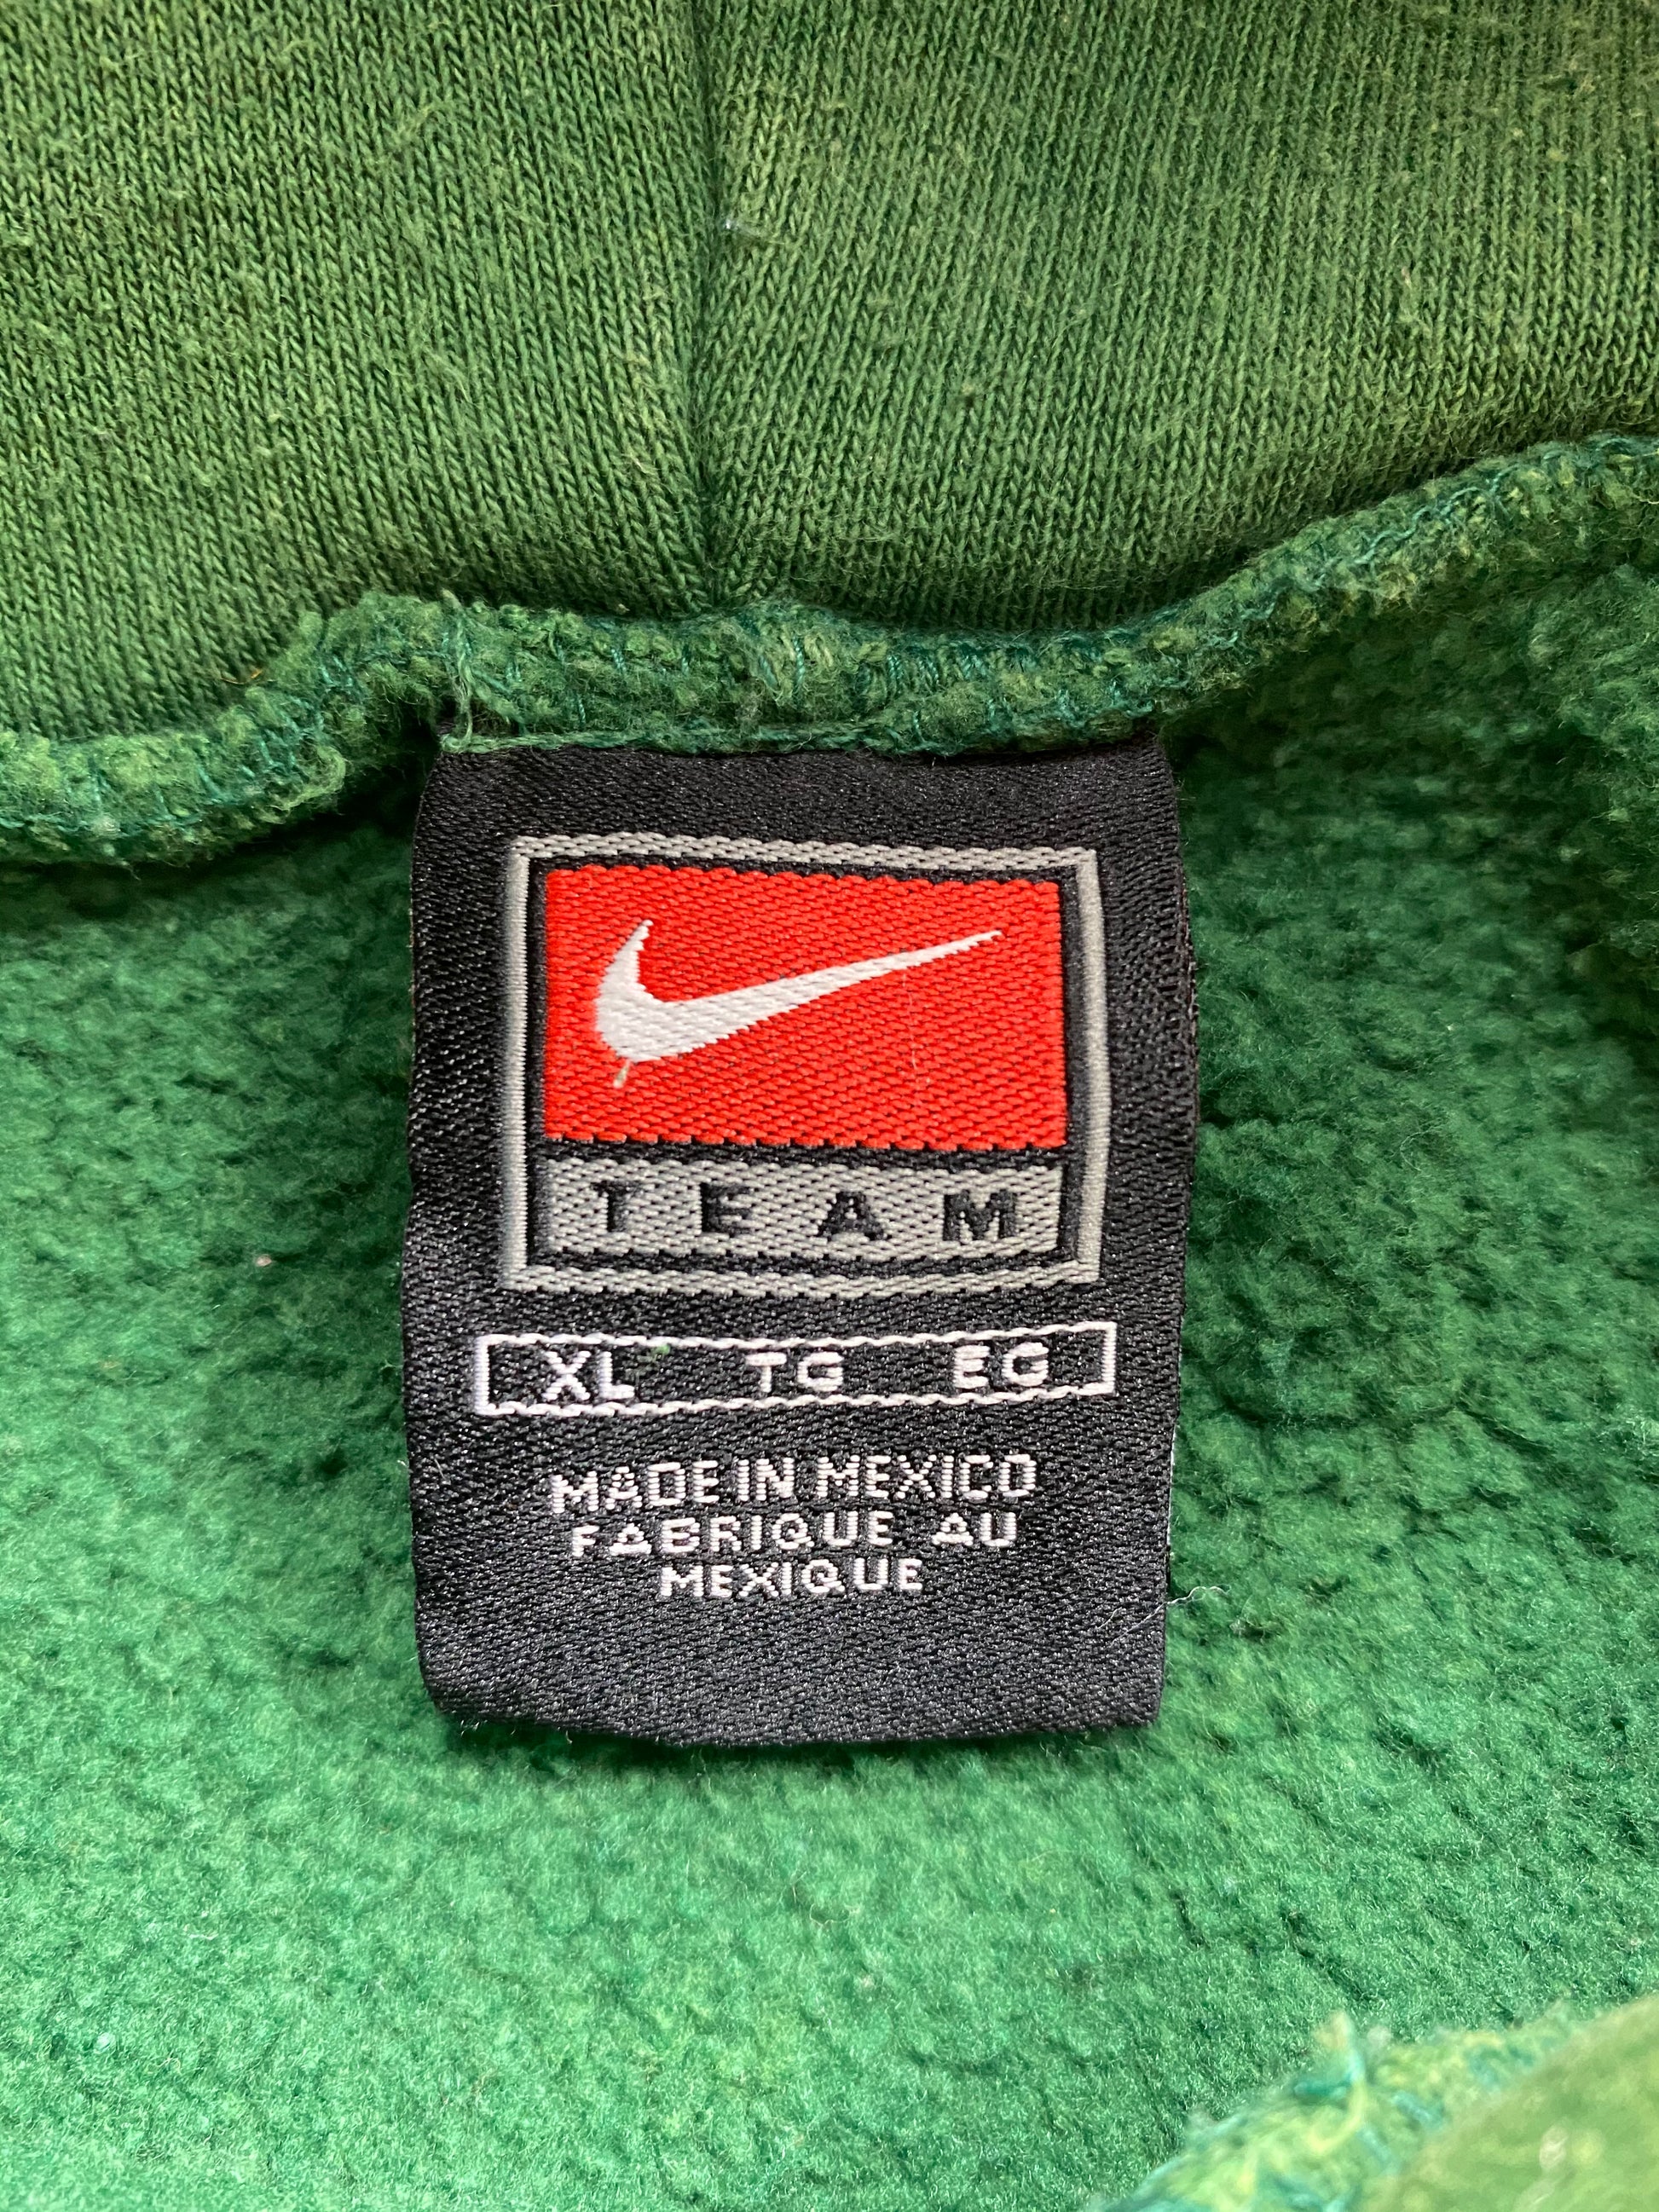 TEAM
XL TG EG
MADE IN MEXICO
FABRIQUE AU
MEXIQUE